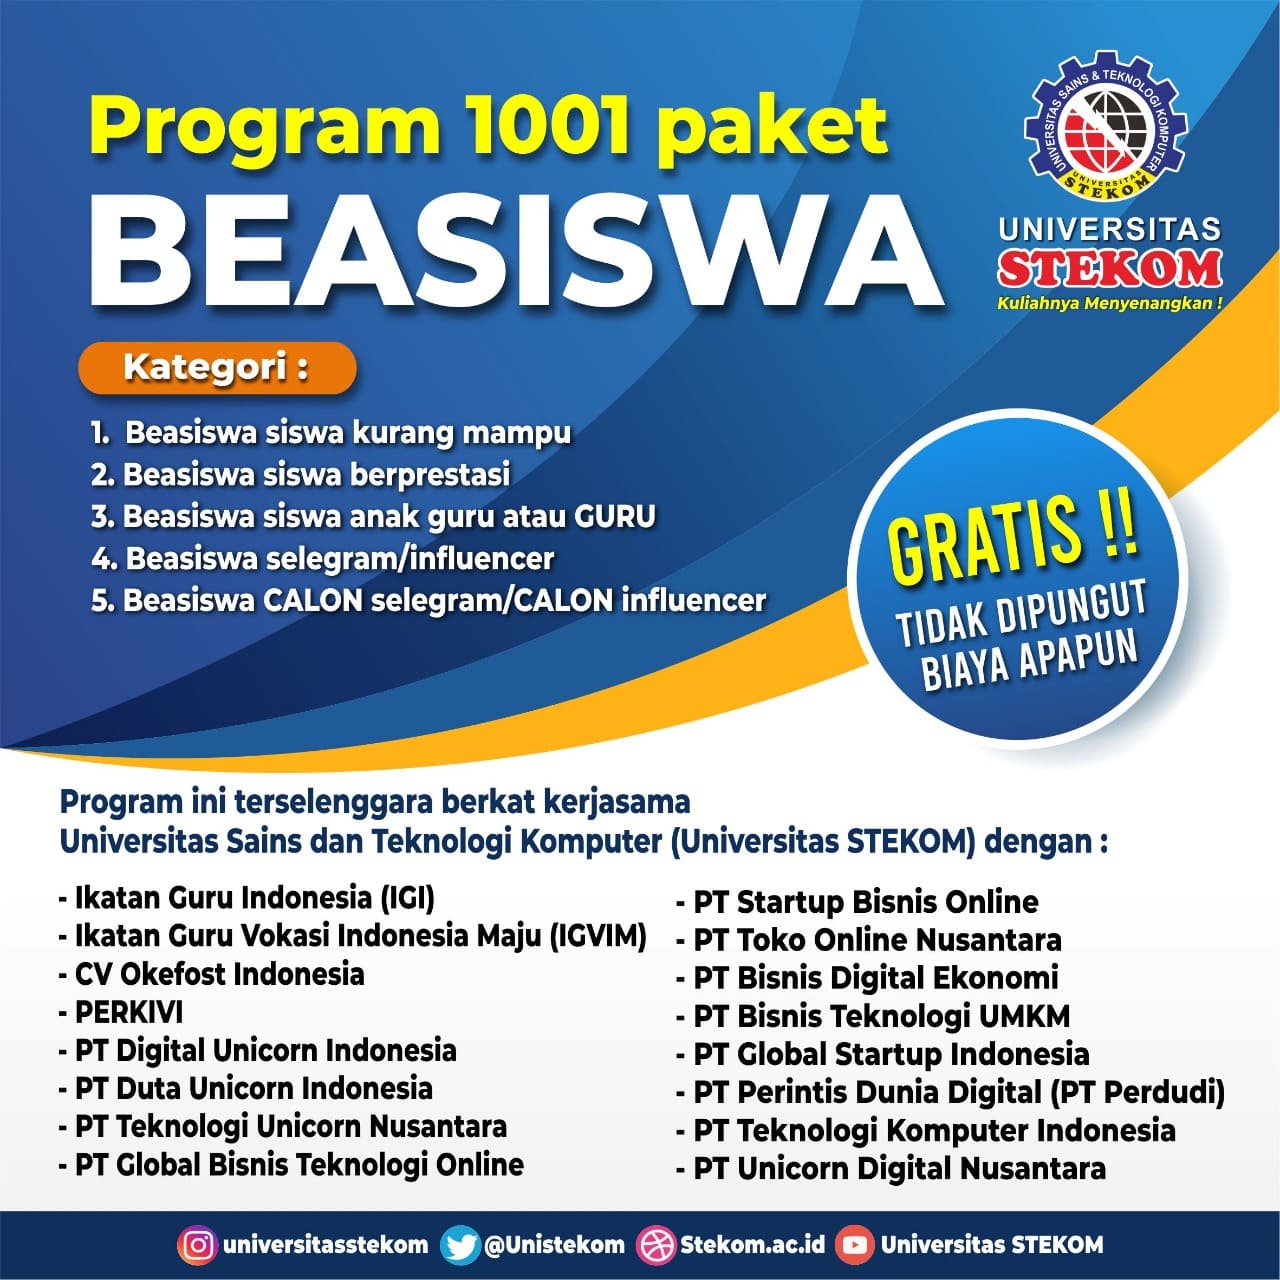 Program 1001 paket
BEASISWA
UNIVERSITAS SAINS & TEKNOLOGI KOMPUTER
UNIVERSITAS
STEKOM
UNIVERSITAS
STEKOM
Kuliahnya Menyenangkan !
Kategori :
1. Beasiswa siswa kurang mampu
2. Beasiswa siswa berprestasi
3. Beasiswa siswa anak guru atau GURU
4. Beasiswa selegram/influencer
5. Beasiswa CALON selegram/CALON influencer
GRATIS !!
TIDAK DIPUNGUT
BIAYA APAPUN
Program ini terselenggara berkat kerjasama
Universitas Sains dan Teknologi Komputer (Universitas STEKOM) dengan :
- Ikatan Guru Indonesia (IGI)
- Ikatan Guru Vokasi Indonesia Maju (IGVIM)
- CV Okefost Indonesia
- PERKIVI
- PT Digital Unicorn Indonesia
- PT Duta Unicorn Indonesia
- PT Teknologi Unicorn Nusantara
- PT Global Bisnis Teknologi Online
- PT Startup Bisnis Online
- PT Toko Online Nusantara
- PT Bisnis Digital Ekonomi
- PT Bisnis Teknologi UMKM
- PT Global Startup Indonesia
- PT Perintis Dunia Digital (PT Perdudi)
- PT Teknologi Komputer Indonesia
- PT Unicorn Digital Nusantara
universitasstekom @Unistekom Stekom.ac.id Universitas STEKOM